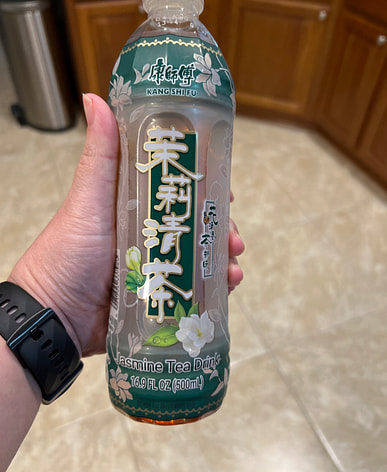 康師傅
KANG SHI FU
茉莉清茶
Jasmine Tea Drink
16.9 FL OZ (500mL)